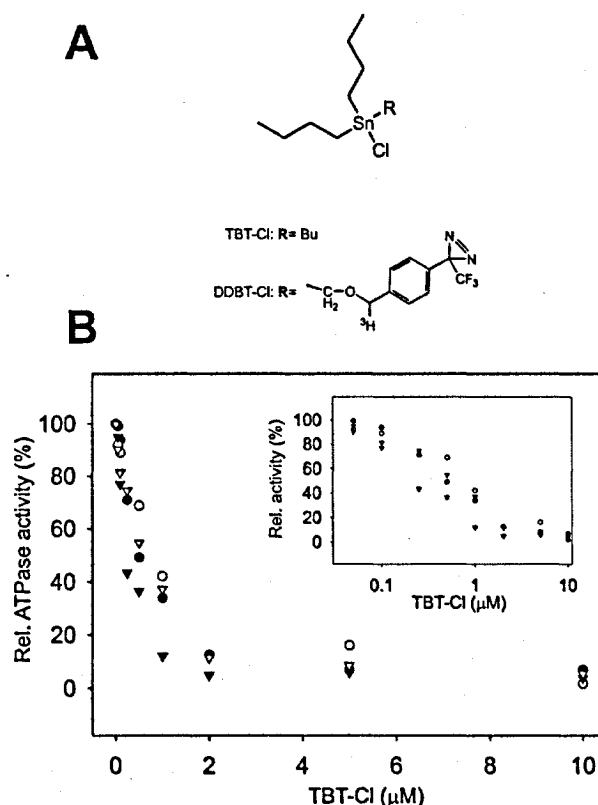 A
Sn
R
Cl
TBT-Cl: R= Bu
N
N
DDBT-Cl: R=
C
H₂
O
CF₃
³H
B
Rel. ATPase activity (%)
100
80
60
40
20
0
0
2
4
6
8
10
TBT-Cl (µM)
Rel. activity (%)
100
80
60
40
20
0
0.1
1
10
TBT-Cl (µM)